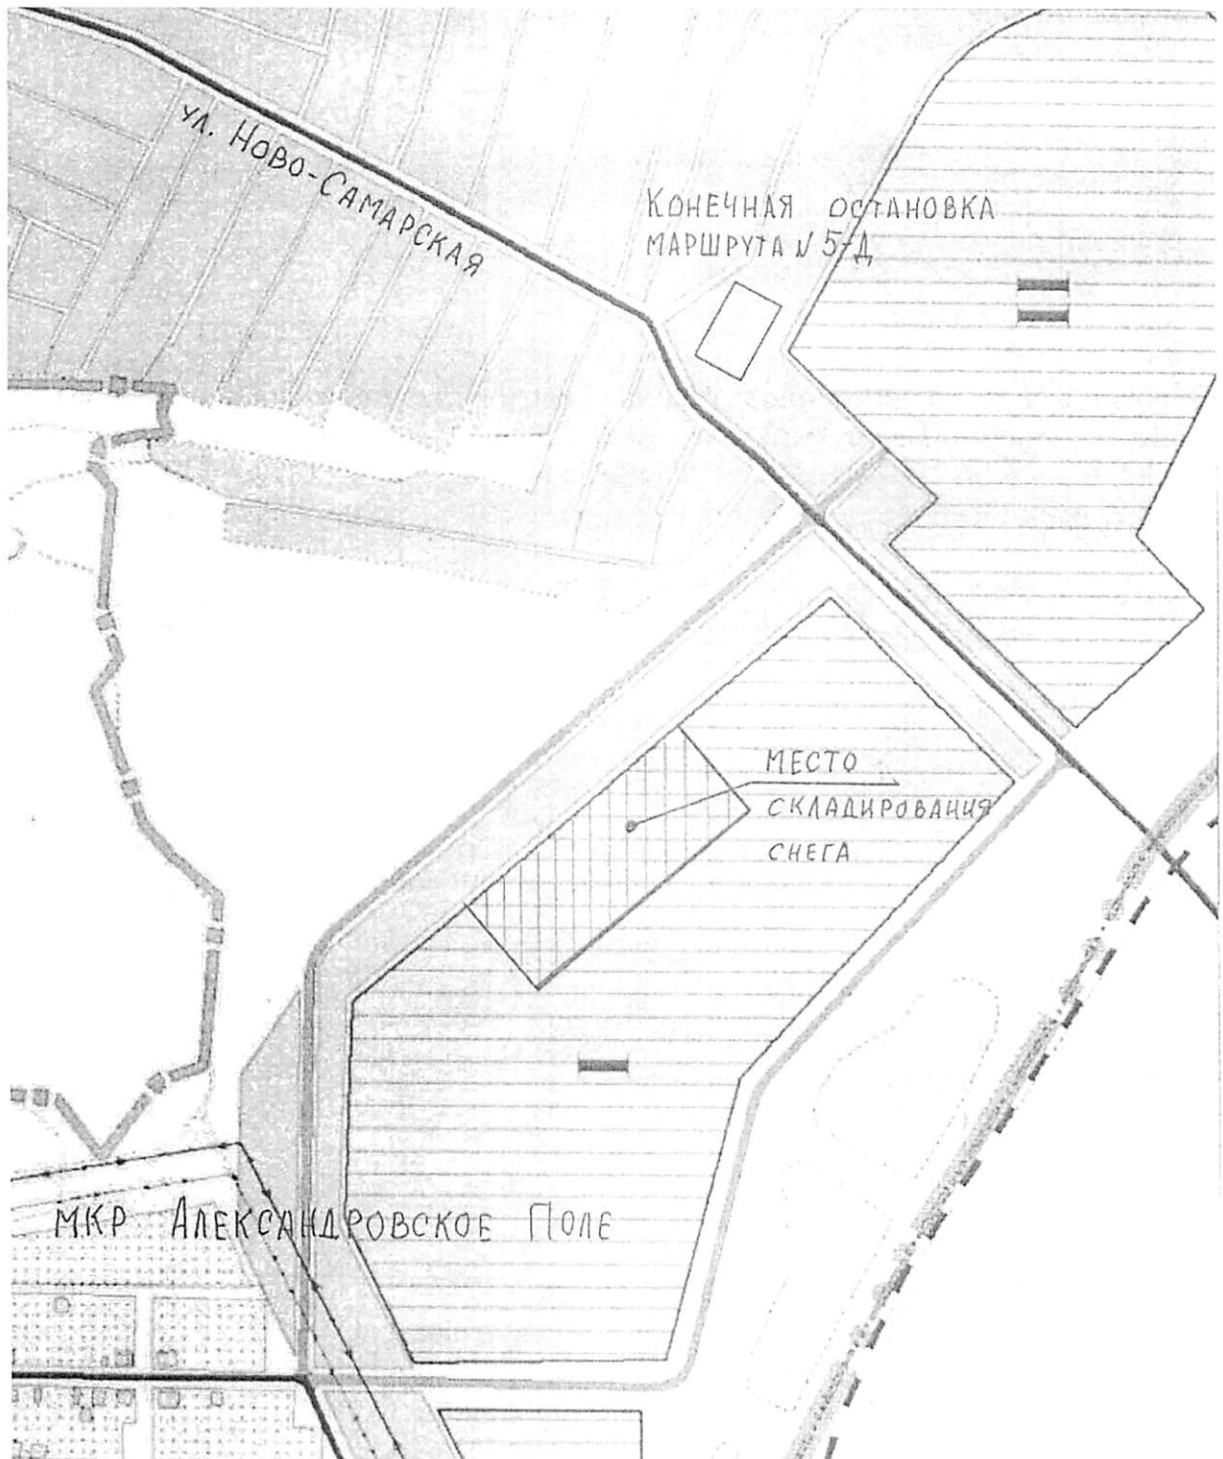 ул. Ново-Самарская
Конечная остановка
маршрута № 5-Д
Место
складирования
снега
мкр Александровское Поле